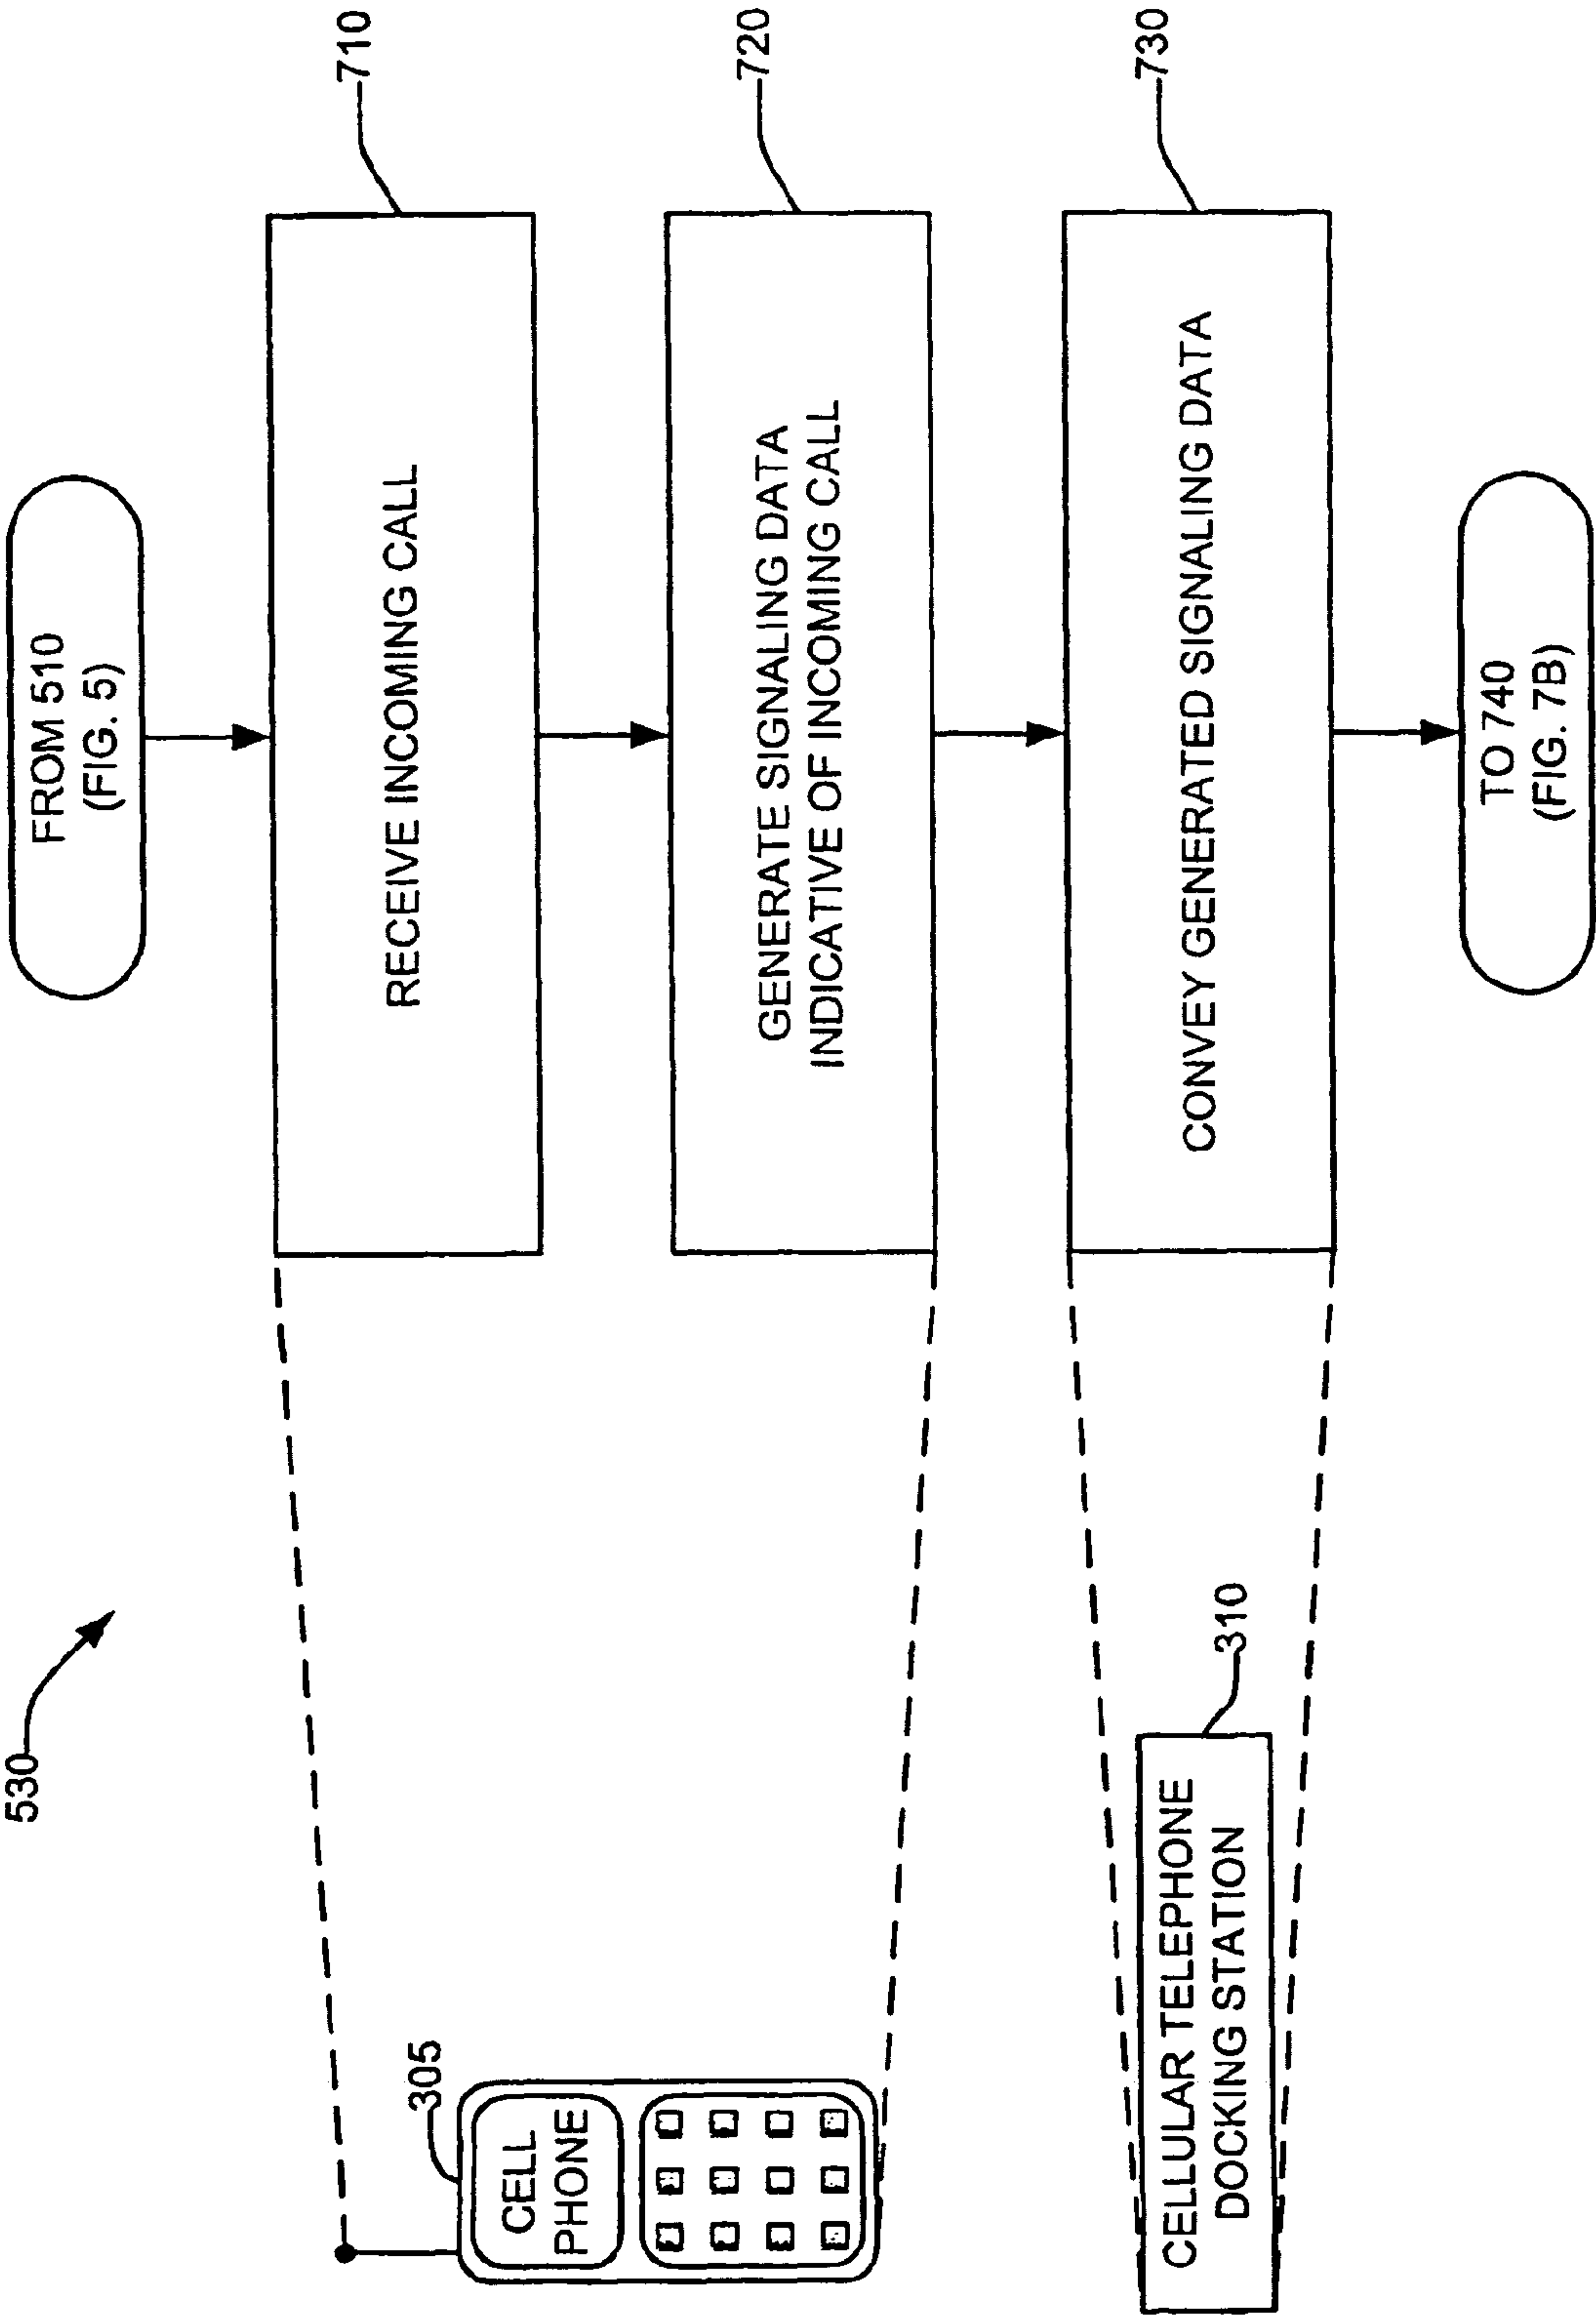 530
FROM 510
(FIG. 5)
RECEIVE INCOMING CALL
710
305
CELL
PHONE
GENERATE SIGNALING DATA
INDICATIVE OF INCOMING CALL
720
CELLULAR TELEPHONE
DOCKING STATION
310
CONVEY GENERATED SIGNALING DATA
730
TO 740
(FIG. 7B)